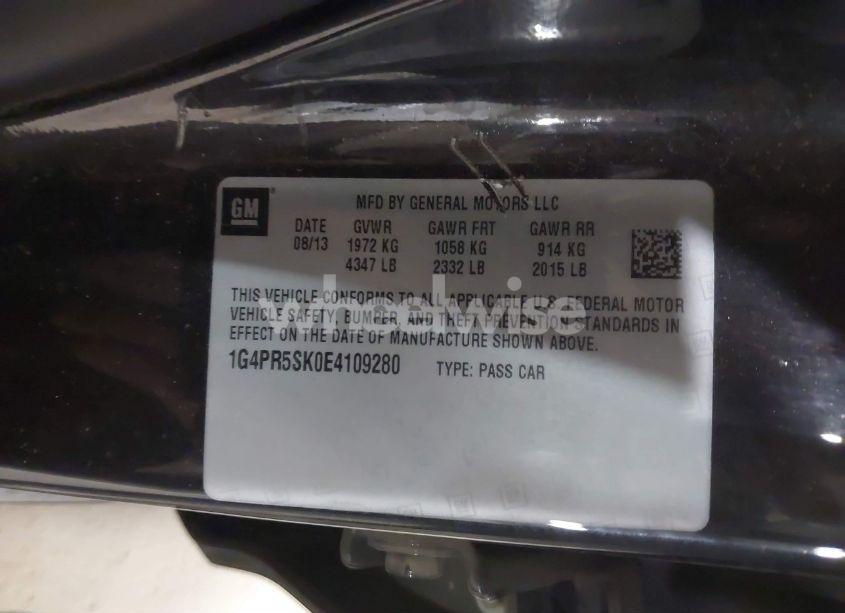 GM ®
MFD BY GENERAL MOTORS LLC
DATE GVWR GAWR FRT GAWR RR
08/13 1972 KG 1058 KG 914 KG
4347 LB 2332 LB 2015 LB
THIS VEHICLE CONFORMS TO ALL APPLICABLE U.S. FEDERAL MOTOR
VEHICLE SAFETY, BUMPER, AND THEFT PREVENTION STANDARDS IN
EFFECT ON THE DATE OF MANUFACTURE SHOWN ABOVE.
1G4PR5SK0E4109280 TYPE: PASS CAR
wheelwise